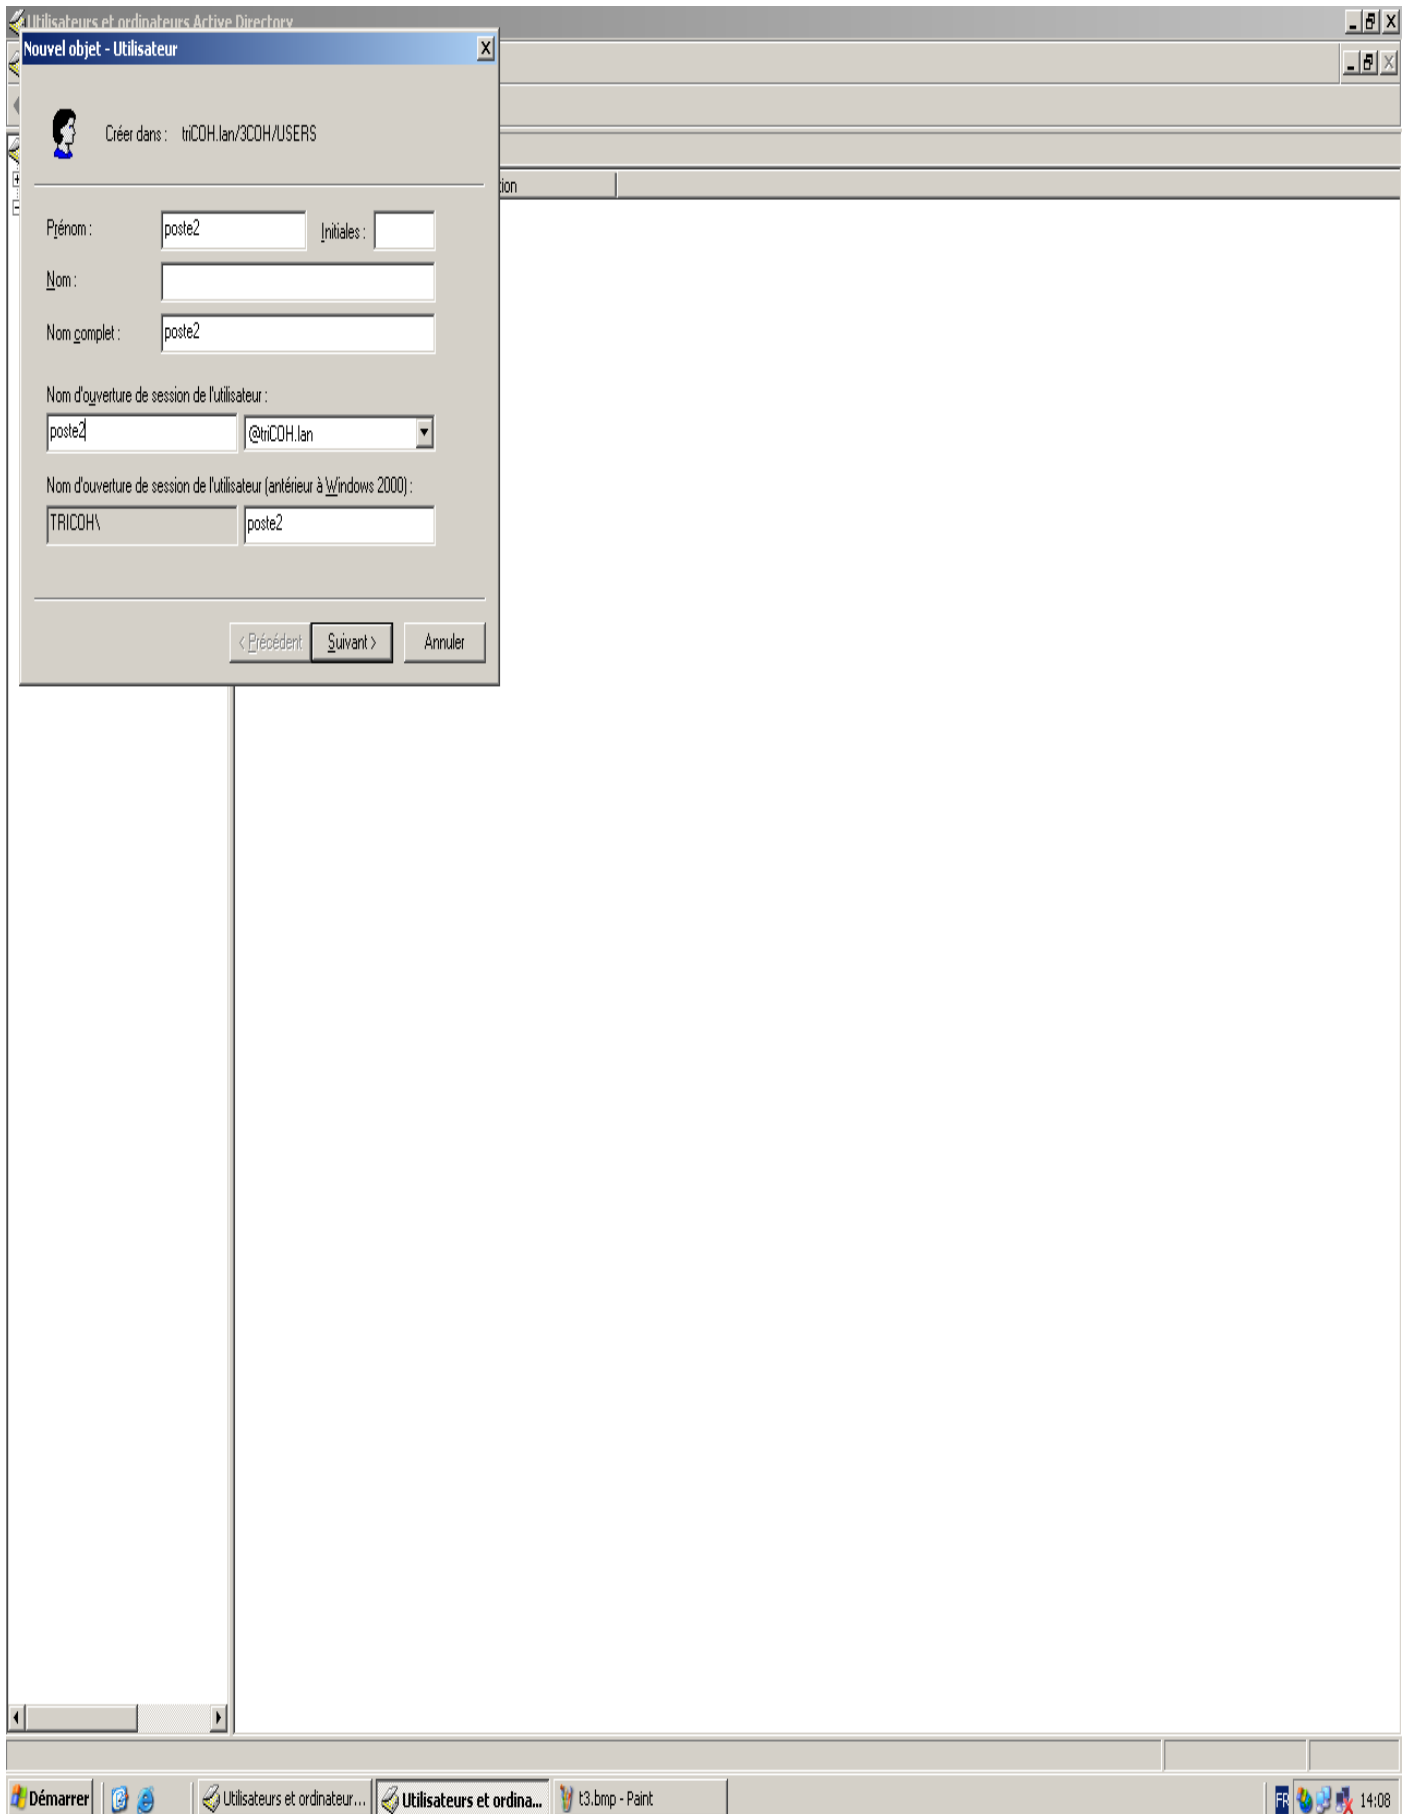 Utilisateurs et ordinateurs Active Directory
Nouvel objet - Utilisateur
Créer dans : triCOH.lan/3COH/USERS
Prénom : poste2 Initiales :
Nom :
Nom complet : poste2
Nom d'ouverture de session de l'utilisateur :
poste2 @triCOH.lan
Nom d'ouverture de session de l'utilisateur (antérieur à Windows 2000) :
TRICOH\ poste2
< Précédent Suivant > Annuler
Démarrer Utilisateurs et ordinateur... Utilisateurs et ordina... t3.bmp - Paint FR 14:08